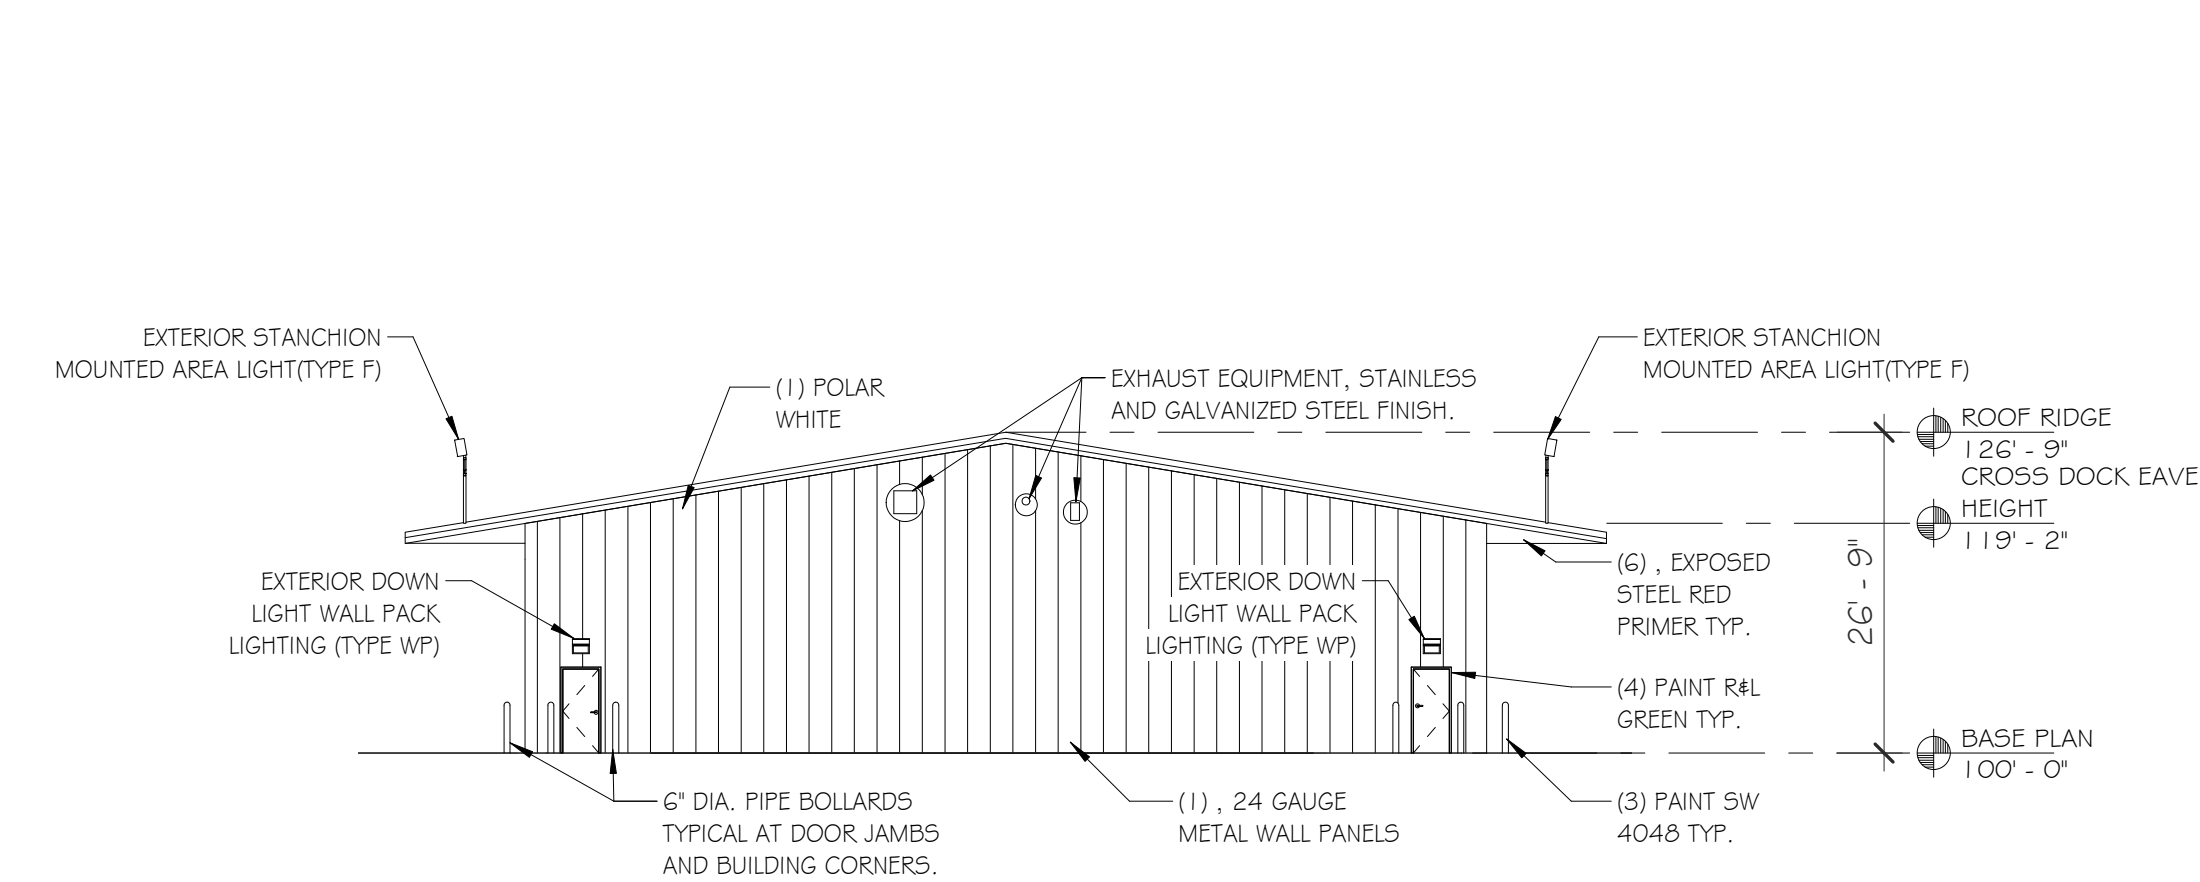 EXTERIOR STANCHION
MOUNTED AREA LIGHT(TYPE F)
(1) POLAR
WHITE
EXHAUST EQUIPMENT, STAINLESS
AND GALVANIZED STEEL FINISH.
EXTERIOR STANCHION
MOUNTED AREA LIGHT(TYPE F)
ROOF RIDGE
126' - 9"
CROSS DOCK EAVE
HEIGHT
119' - 2"
EXTERIOR DOWN
LIGHT WALL PACK
LIGHTING (TYPE WP)
EXTERIOR DOWN
LIGHT WALL PACK
LIGHTING (TYPE WP)
(6) , EXPOSED
STEEL RED
PRIMER TYP.
26' - 9"
(4) PAINT R&L
GREEN TYP.
BASE PLAN
100' - 0"
6" DIA. PIPE BOLLARDS
TYPICAL AT DOOR JAMBS
AND BUILDING CORNERS.
(1) , 24 GAUGE
METAL WALL PANELS
(3) PAINT SW
4048 TYP.